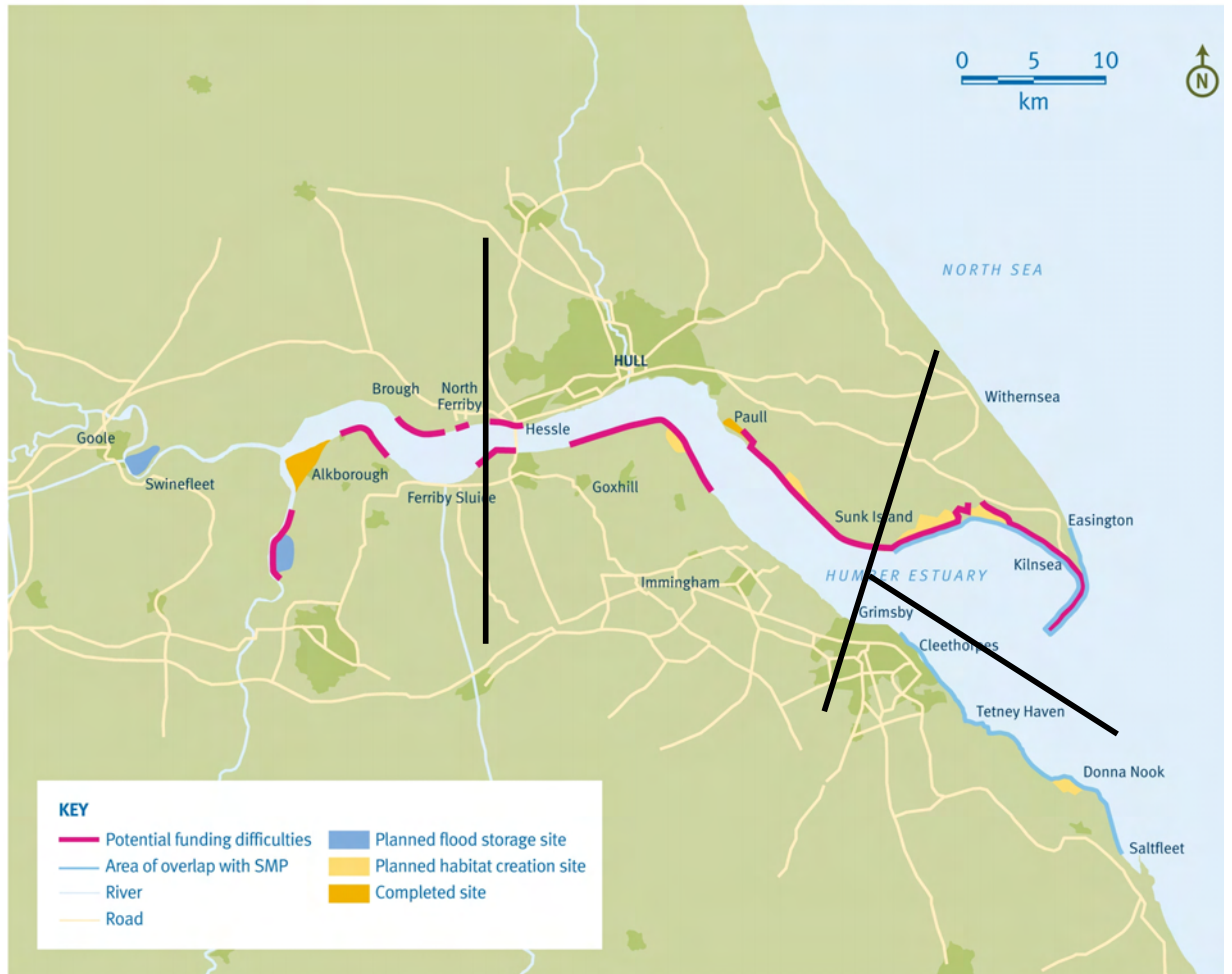 0 5 10
km
N
NORTH SEA
HULL
Brough
North
Ferriby
Withernsea
Paull
Hessle
Goole
Swinefleet
Alkborough
Ferriby Sluice
Goxhill
Sunk Island
Easington
Kilnsea
HUMBER ESTUARY
Immingham
Grimsby
Cleethorpes
Tetney Haven
Donna Nook
Saltfleet
KEY
Potential funding difficulties
Area of overlap with SMP
River
Road
Planned flood storage site
Planned habitat creation site
Completed site